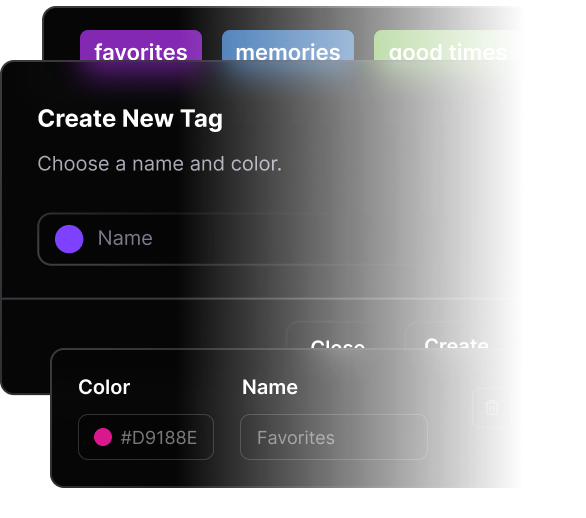 favorites memories good times
Create New Tag
Choose a name and color.
Name
Close Create
Color Name
#D9188E Favorites